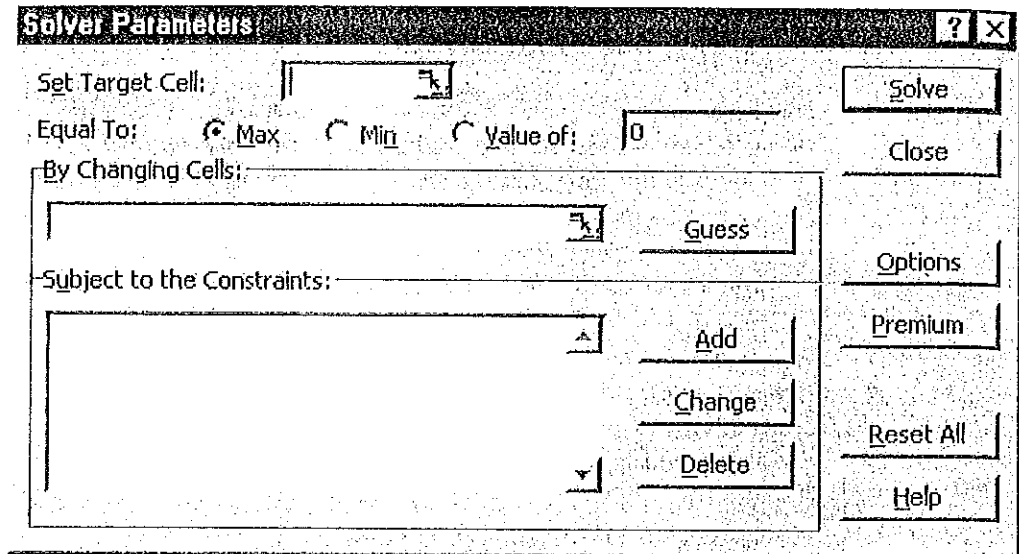 Solver Parameters
? X
Set Target Cell:
Solve
Equal To: Max Min Value of: 0
Close
By Changing Cells:
Guess
Options
Subject to the Constraints:
Premium
Add
Change
Reset All
Delete
Help